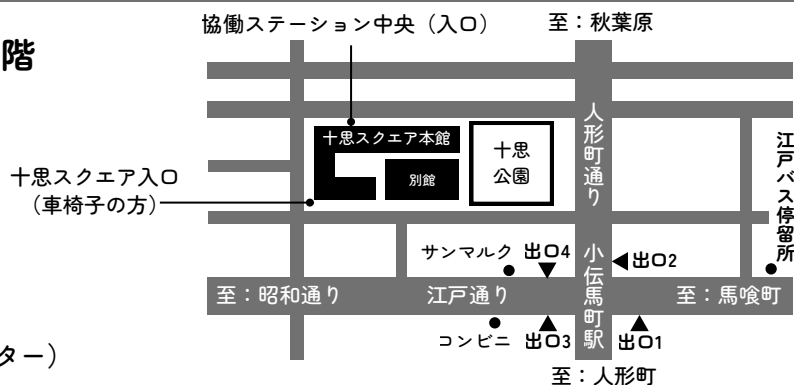 階
協働ステーション中央（入口）
至：秋葉原
十思スクエア本館
別館
十思
公園
人形町通り
江戸バス停留所
十思スクエア入口
（車椅子の方）
サンマルク
出口4
小伝馬町駅
出口2
至：昭和通り
江戸通り
至：馬喰町
コンビニ
出口3
出口1
ター）
至：人形町